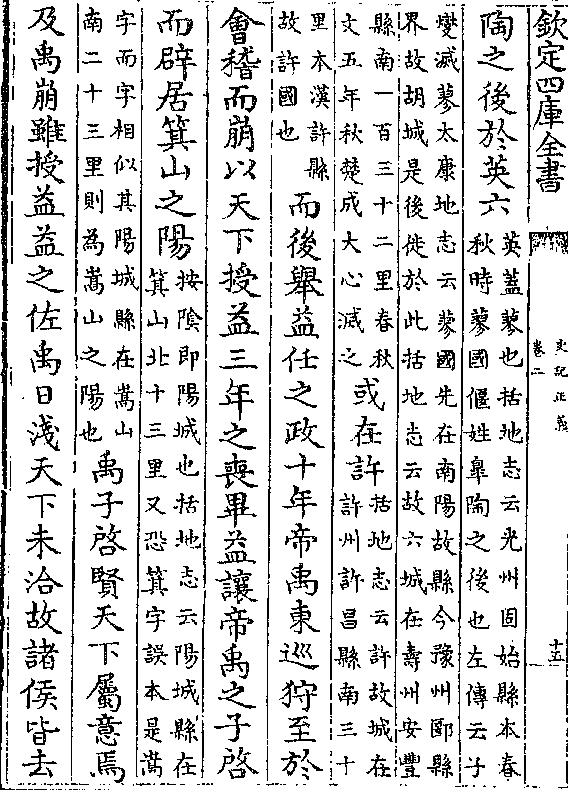 欽定四庫全書
史記正義
卷二
十五
陶之後於英六
英蓋蓼也括地志云光州固始縣本春
秋時蓼國偃姓皐陶之後也左傳云子
變滅蓼太康地志云蓼國先在南陽故縣今豫州郾縣
界故胡城是後徙於此括地志云故六城在壽州安豐
縣南一百三十二里春秋
文五年秋楚成大心滅之
或在許
括地志云許故城在
許州許昌縣南三十
里本漢許縣
故許國也
而後舉益任之政十年帝禹東巡狩至於
會稽而崩以天下授益三年之喪畢益讓帝禹之子啓
而辟居箕山之陽
按隂即陽城也括地志云陽城縣在
箕山北十三里又恐箕字誤本是嵩
字而字相似其陽城縣在嵩山
南二十三里則為嵩山之陽也
禹子啓賢天下屬意焉
及禹崩雖授益益之佐禹日淺天下未洽故諸侯皆去